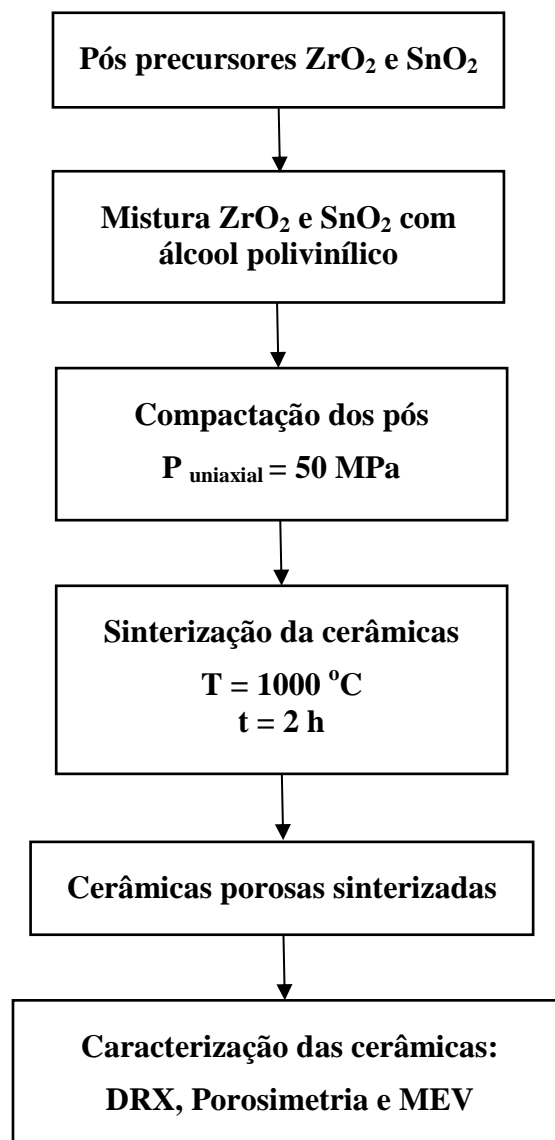 Pós precursores ZrO₂ e SnO₂
Mistura ZrO₂ e SnO₂ com
álcool polivinílico
Compactação dos pós
P uniaxial = 50 MPa
Sinterização da cerâmicas
T = 1000 ºC
t = 2 h
Cerâmicas porosas sinterizadas
Caracterização das cerâmicas:
DRX, Porosimetria e MEV